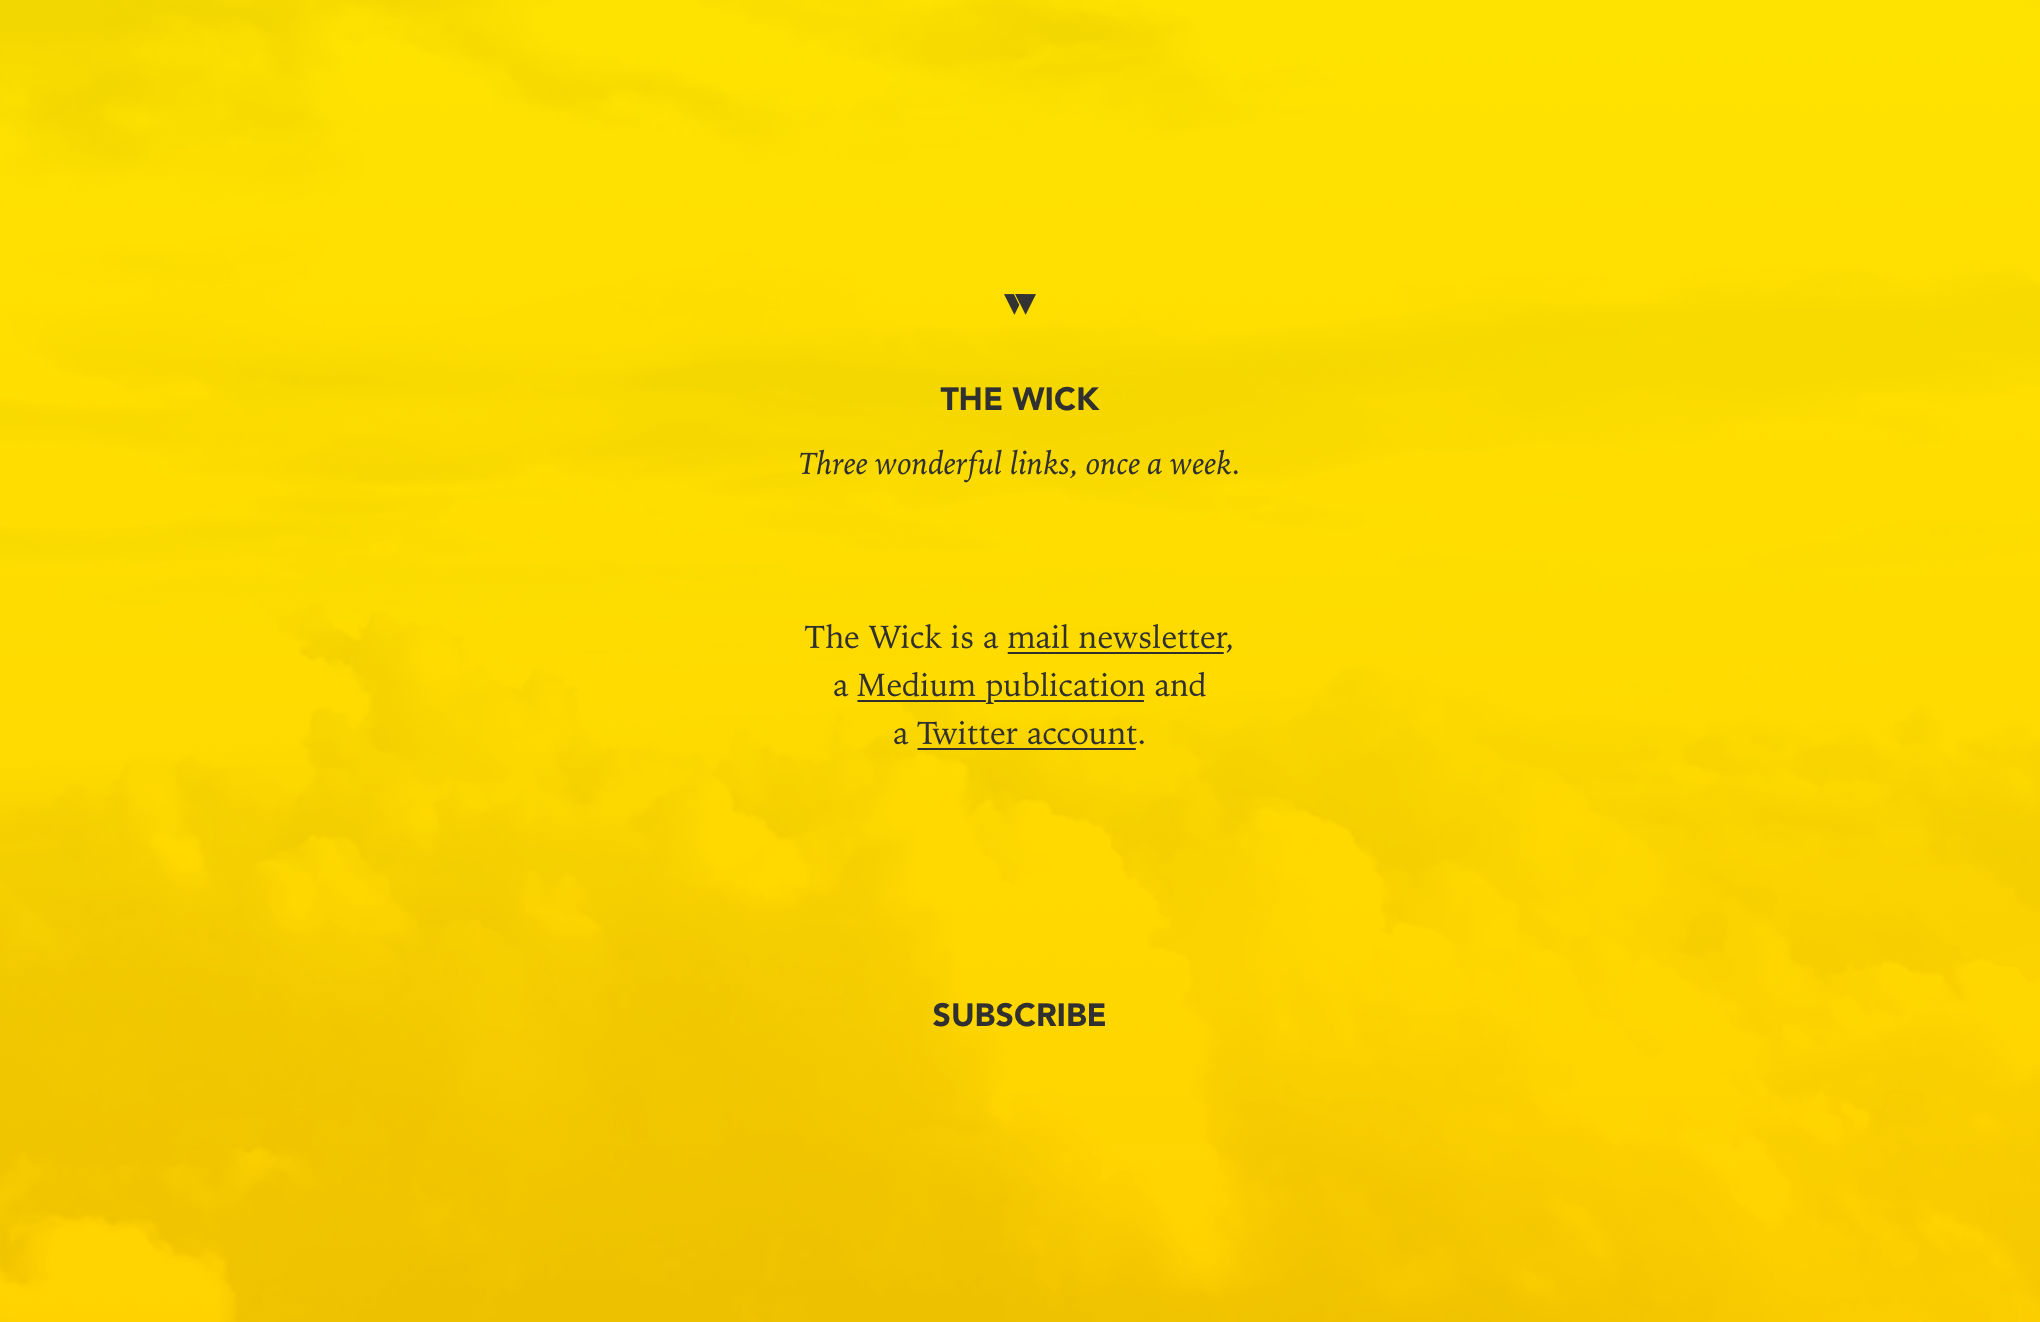 W
THE WICK
Three wonderful links, once a week.
The Wick is a mail newsletter,
a Medium publication and
a Twitter account.
SUBSCRIBE